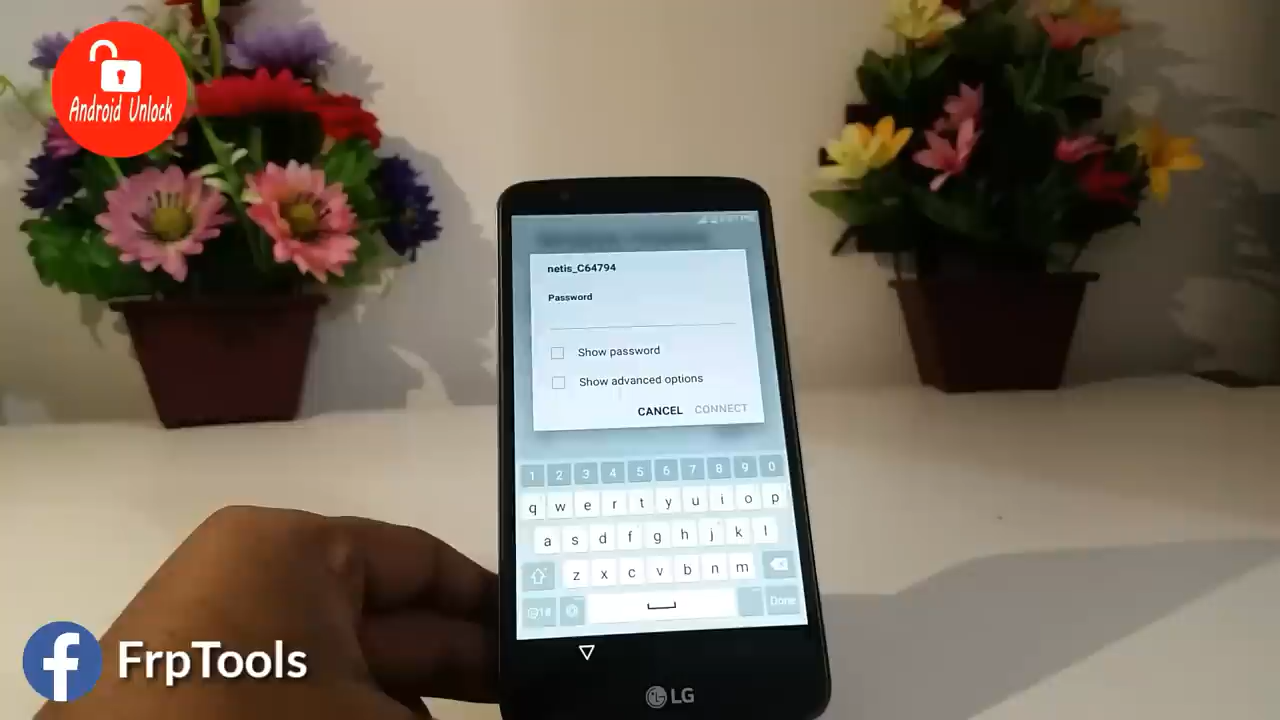 Android Unlock
netis_C64794
Password
Show password
Show advanced options
CANCEL CONNECT
1 2 3 4 5 6 7 8 9 0
q w e r t y u i o p
a s d f g h j k l
z x c v b n m
Done
LG
FrpTools